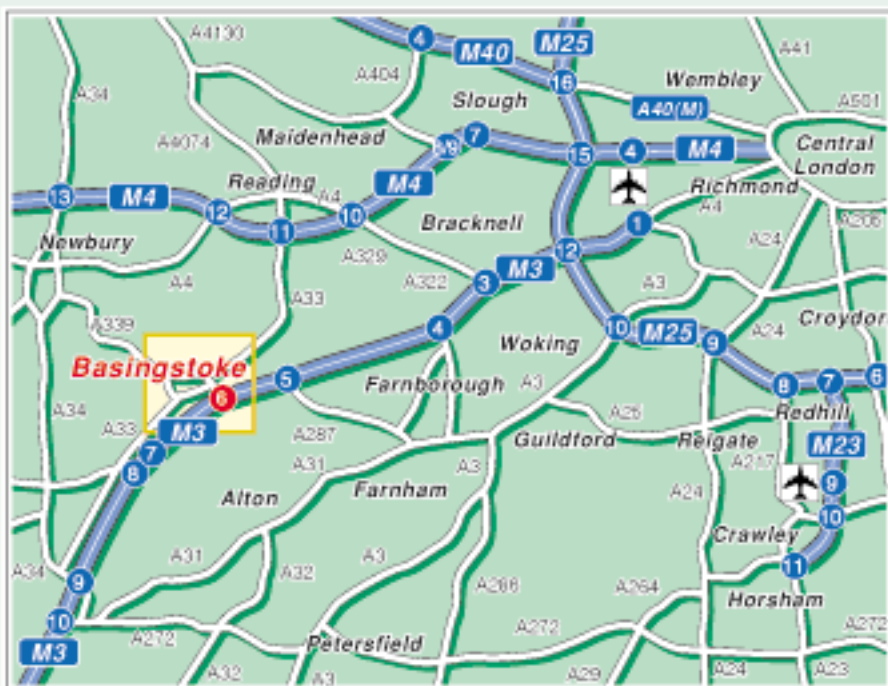 A4130
4
M40
M25
A41
A34
A404
16
Wembley
Slough
A40(M)
A501
A4074
Maidenhead
7
8/9
15
4
M4
Central
London
13
M4
Reading
A4
M4
12
10
11
Richmond
A4
Newbury
Bracknell
1
A24
A329
12
A4
A322
3
M3
A3
A33
A339
4
10
M25
A24
Croydon
9
Woking
Basingstoke
5
6
Farnborough
A3
8
7
6
A34
A33
M3
A287
A25
Redhill
7
Guildford
Reigate
M23
8
A31
A3
A217
Alton
Farnham
A24
9
10
Crawley
A34
A31
A3
11
9
A32
A286
A264
Horsham
10
A272
A272
A272
M3
Petersfield
A32
A3
A29
A24
A23